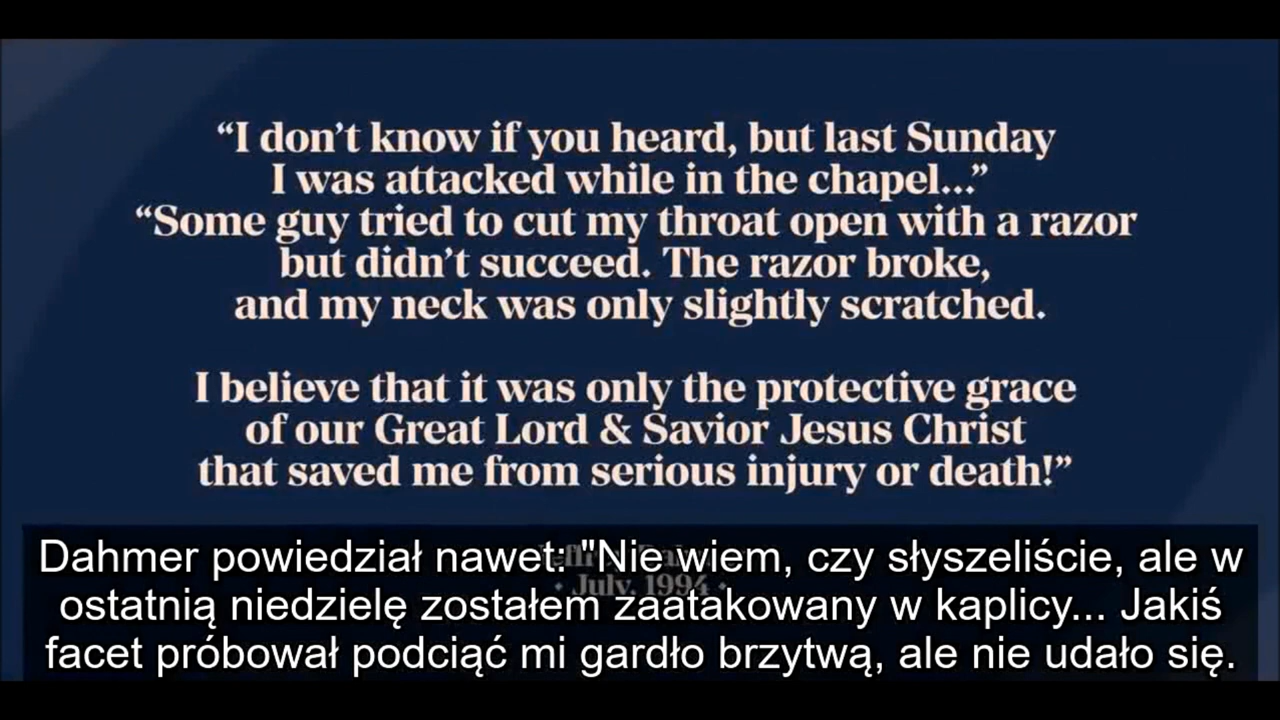 “I don’t know if you heard, but last Sunday
I was attacked while in the chapel...”
“Some guy tried to cut my throat open with a razor
but didn’t succeed. The razor broke,
and my neck was only slightly scratched.
I believe that it was only the protective grace
of our Great Lord & Savior Jesus Christ
that saved me from serious injury or death!”
Dahmer powiedział nawet: "Nie wiem, czy słyszeliście, ale w
• July, 1994 •
ostatnią niedzielę zostałem zaatakowany w kaplicy... Jakiś
facet próbował podciąć mi gardło brzytwą, ale nie udało się.